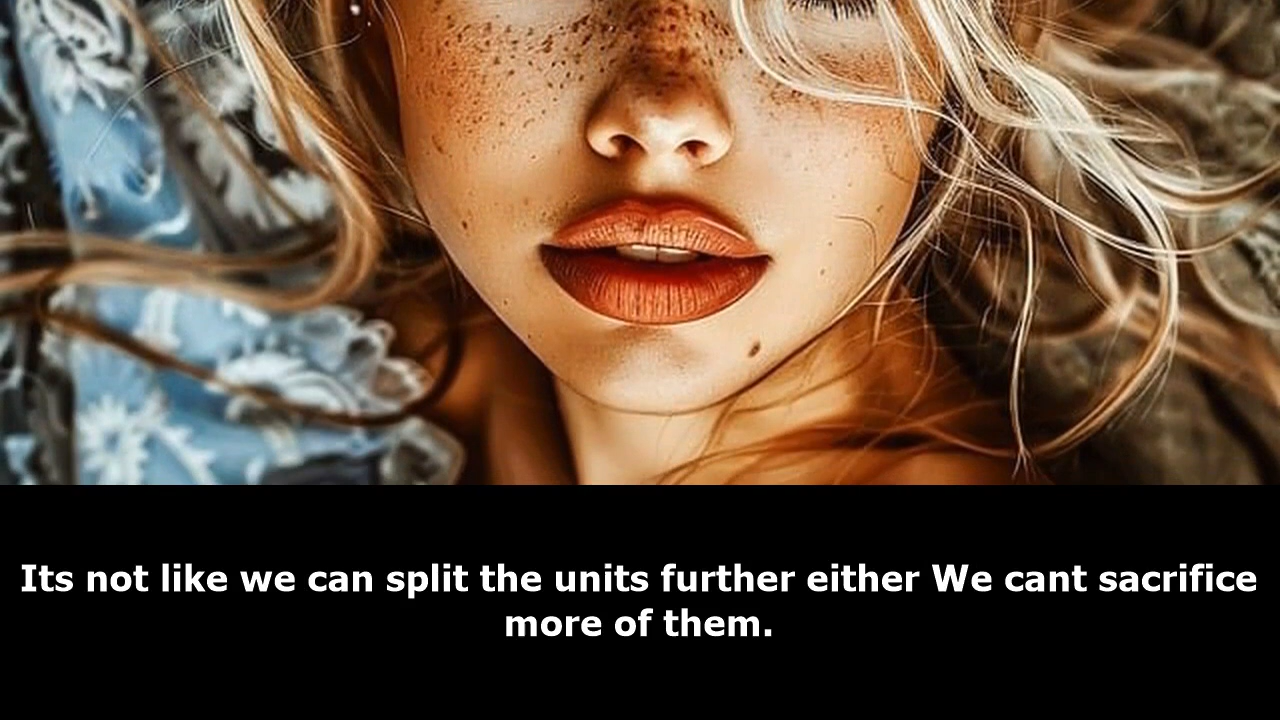 Its not like we can split the units further either We cant sacrifice
more of them.